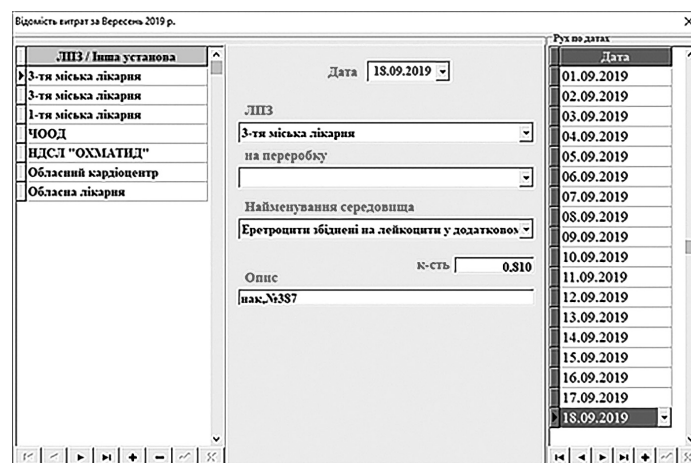 Відомість витрат за Вересень 2019 р.
ЛПЗ / Інша установа
3-тя міська лікарня
3-тя міська лікарня
1-тя міська лікарня
ЧООД
НДСЛ "ОХМАТИД"
Обласний кардіоцентр
Обласна лікарня
Дата 18.09.2019
ЛПЗ
3-тя міська лікарня
на переробку
Найменування середовища
Еретроцити збіднені на лейкоцити у додатковом
к-сть 0,810
Опис
нак,№387
Рух по датах
Дата
01.09.2019
02.09.2019
03.09.2019
04.09.2019
05.09.2019
06.09.2019
07.09.2019
08.09.2019
09.09.2019
10.09.2019
11.09.2019
12.09.2019
13.09.2019
14.09.2019
15.09.2019
16.09.2019
17.09.2019
18.09.2019